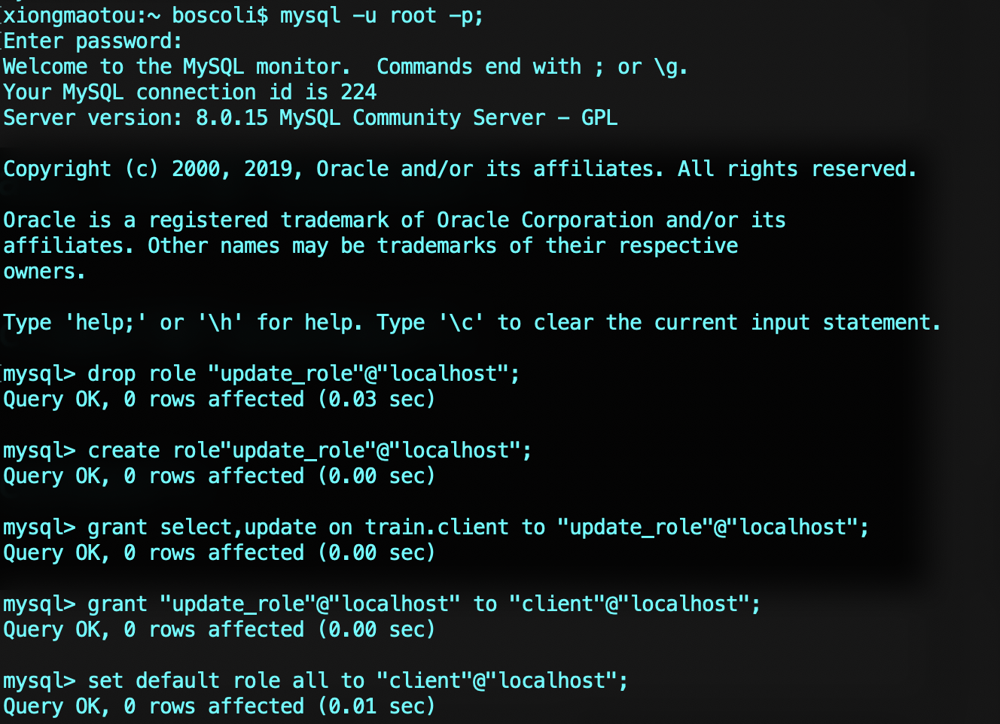 xiongmaotou:~ boscoli$ mysql -u root -p;
Enter password:
Welcome to the MySQL monitor.  Commands end with ; or \g.
Your MySQL connection id is 224
Server version: 8.0.15 MySQL Community Server - GPL
Copyright (c) 2000, 2019, Oracle and/or its affiliates. All rights reserved.
Oracle is a registered trademark of Oracle Corporation and/or its
affiliates. Other names may be trademarks of their respective
owners.
Type 'help;' or '\h' for help. Type '\c' to clear the current input statement.
mysql> drop role "update_role"@"localhost";
Query OK, 0 rows affected (0.03 sec)
mysql> create role"update_role"@"localhost";
Query OK, 0 rows affected (0.00 sec)
mysql> grant select,update on train.client to "update_role"@"localhost";
Query OK, 0 rows affected (0.00 sec)
mysql> grant "update_role"@"localhost" to "client"@"localhost";
Query OK, 0 rows affected (0.00 sec)
mysql> set default role all to "client"@"localhost";
Query OK, 0 rows affected (0.01 sec)